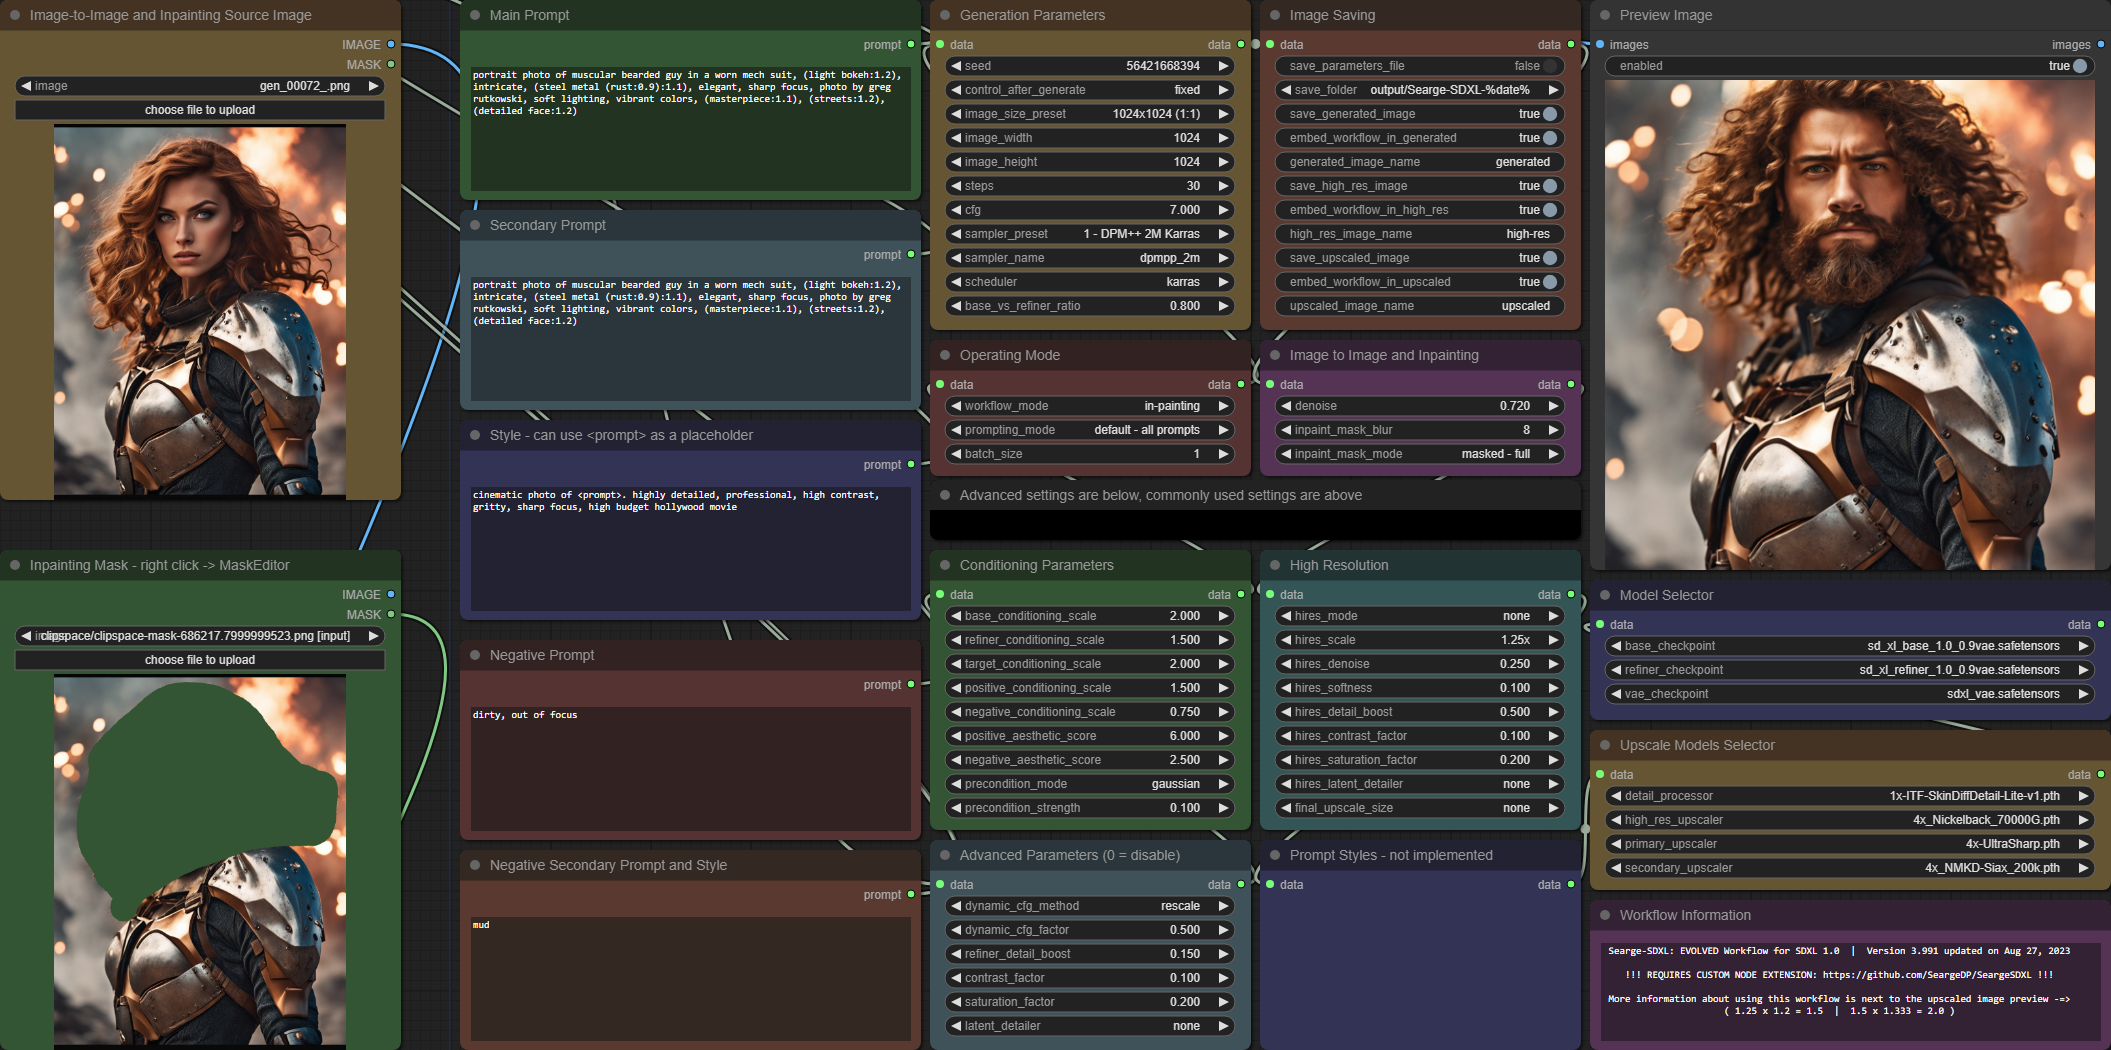 Image-to-Image and Inpainting Source Image
IMAGE
MASK
image gen_00072_.png
choose file to upload
Inpainting Mask - right click -> MaskEditor
IMAGE
MASK
clipspace/clipspace-mask-686217.7999999523.png [input]
choose file to upload
Main Prompt
prompt
portrait photo of muscular bearded guy in a worn mech suit, (light bokeh:1.2),
intricate, (steel metal (rust:0.9):1.1), elegant, sharp focus, photo by greg
rutkowski, soft lighting, vibrant colors, (masterpiece:1.1), (streets:1.2),
(detailed face:1.2)
Secondary Prompt
prompt
portrait photo of muscular bearded guy in a worn mech suit, (light bokeh:1.2),
intricate, (steel metal (rust:0.9):1.1), elegant, sharp focus, photo by greg
rutkowski, soft lighting, vibrant colors, (masterpiece:1.1), (streets:1.2),
(detailed face:1.2)
Style - can use <prompt> as a placeholder
prompt
cinematic photo of <prompt>. highly detailed, professional, high contrast,
gritty, sharp focus, high budget hollywood movie
Negative Prompt
prompt
dirty, out of focus
Negative Secondary Prompt and Style
prompt
mud
Generation Parameters
data data
seed 56421668394
control_after_generate fixed
image_size_preset 1024x1024 (1:1)
image_width 1024
image_height 1024
steps 30
cfg 7.000
sampler_preset 1 - DPM++ 2M Karras
sampler_name dpmpp_2m
scheduler karras
base_vs_refiner_ratio 0.800
Operating Mode
data data
workflow_mode in-painting
prompting_mode default - all prompts
batch_size 1
Image Saving
data data
save_parameters_file false
save_folder output/Searge-SDXL-%date%
save_generated_image true
embed_workflow_in_generated true
generated_image_name generated
save_high_res_image true
embed_workflow_in_high_res true
high_res_image_name high-res
save_upscaled_image true
embed_workflow_in_upscaled true
upscaled_image_name upscaled
Image to Image and Inpainting
data data
denoise 0.720
inpaint_mask_blur 8
inpaint_mask_mode masked - full
Advanced settings are below, commonly used settings are above
Conditioning Parameters
data data
base_conditioning_scale 2.000
refiner_conditioning_scale 1.500
target_conditioning_scale 2.000
positive_conditioning_scale 1.500
negative_conditioning_scale 0.750
positive_aesthetic_score 6.000
negative_aesthetic_score 2.500
precondition_mode gaussian
precondition_strength 0.100
Advanced Parameters (0 = disable)
data data
dynamic_cfg_method rescale
dynamic_cfg_factor 0.500
refiner_detail_boost 0.150
contrast_factor 0.100
saturation_factor 0.200
latent_detailer none
High Resolution
data data
hires_mode none
hires_scale 1.25x
hires_denoise 0.250
hires_softness 0.100
hires_detail_boost 0.500
hires_contrast_factor 0.100
hires_saturation_factor 0.200
hires_latent_detailer none
final_upscale_size none
Prompt Styles - not implemented
data data
Preview Image
images images
enabled true
Model Selector
data data
base_checkpoint sd_xl_base_1.0_0.9vae.safetensors
refiner_checkpoint sd_xl_refiner_1.0_0.9vae.safetensors
vae_checkpoint sdxl_vae.safetensors
Upscale Models Selector
data data
detail_processor 1x-ITF-SkinDiffDetail-Lite-v1.pth
high_res_upscaler 4x_Nickelback_70000G.pth
primary_upscaler 4x-UltraSharp.pth
secondary_upscaler 4x_NMKD-Siax_200k.pth
Workflow Information
Searge-SDXL: EVOLVED Workflow for SDXL 1.0 | Version 3.991 updated on Aug 27, 2023
!!! REQUIRES CUSTOM NODE EXTENSION: https://github.com/SeargeDP/SeargeSDXL !!!
More information about using this workflow is next to the upscaled image preview -=>
( 1.25 x 1.2 = 1.5 | 1.5 x 1.333 = 2.0 )